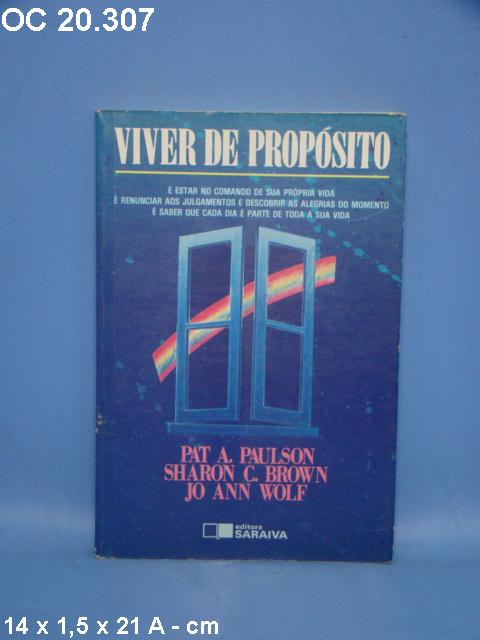 OC 20.307
VIVER DE PROPÓSITO
É ESTAR NO COMANDO DE SUA PRÓPRIA VIDA
É RENUNCIAR AOS JULGAMENTOS E DESCOBRIR AS ALEGRIAS DO MOMENTO
É SABER QUE CADA DIA É PARTE DE TODA A SUA VIDA
PAT A. PAULSON
SHARON C. BROWN
JO ANN WOLF
editora
SARAIVA
14 x 1,5 x 21 A - cm